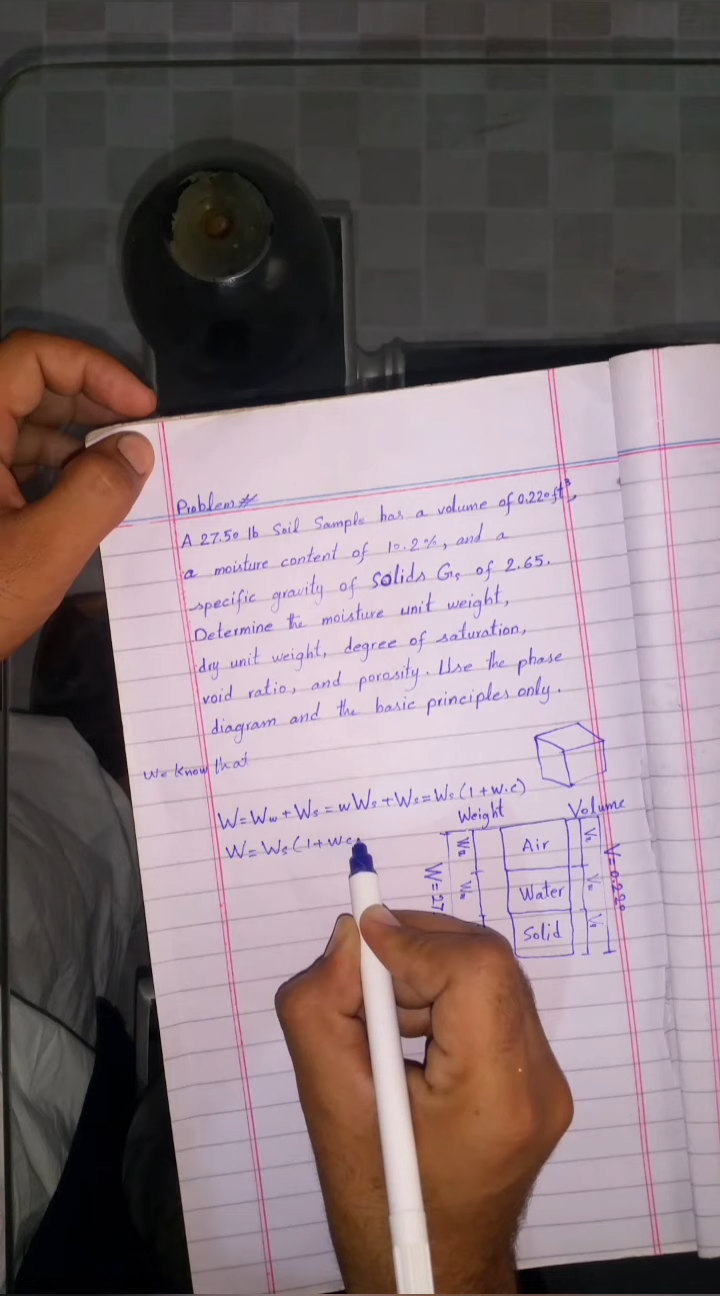 Problem #
A 27.50 lb Soil Sample has a volume of 0.220 ft³,
a moisture content of 10.2%, and a
specific gravity of solids Gs of 2.65.
Determine the moisture unit weight,
dry unit weight, degree of saturation,
void ratio, and porosity. Use the phase
diagram and the basic principles only.
We know that
W=Ww+Ws=wWs+Ws=Ws(1+w.c)
W=Ws(1+wc
Weight
Volume
Air
Water
Solid
W=27
V=0.220